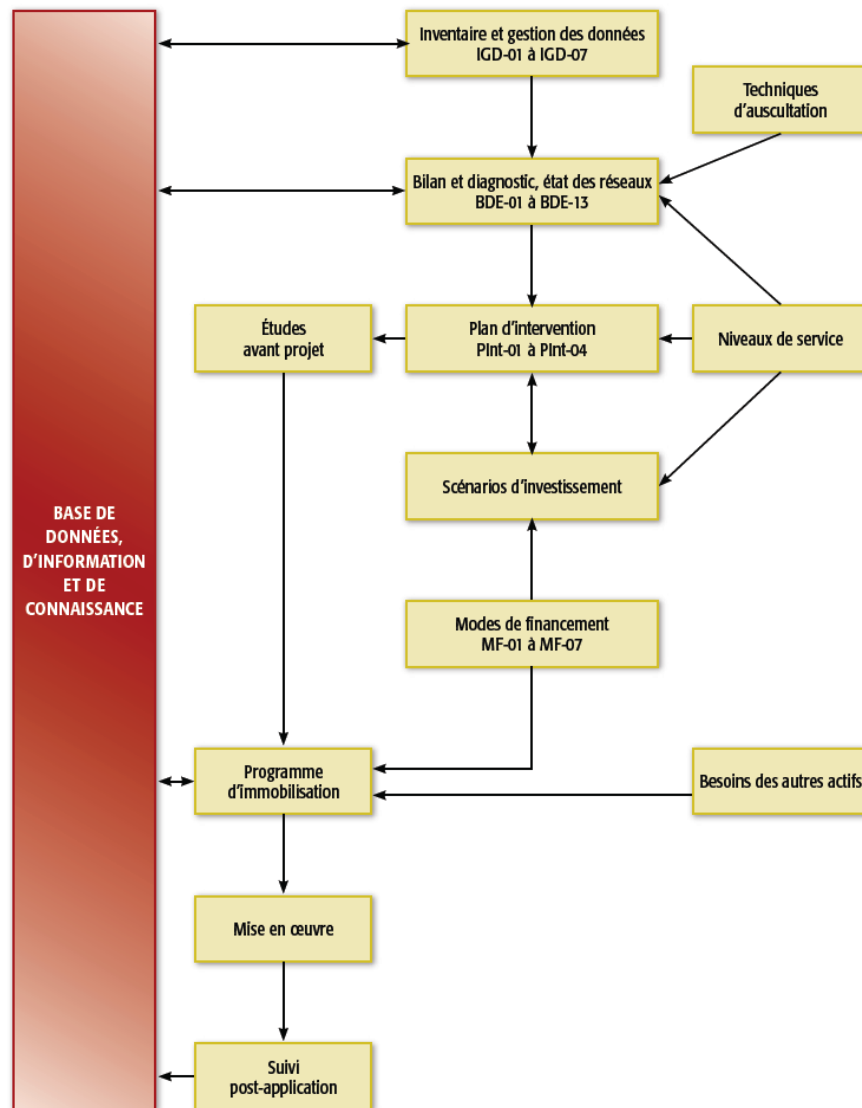 Inventaire et gestion des données
IGD-01 à IGD-07
Techniques
d'auscultation
Bilan et diagnostic, état des réseaux
BDE-01 à BDE-13
Études
avant projet
Plan d'intervention
PInt-01 à PInt-04
Niveaux de service
Scénarios d'investissement
BASE DE
DONNÉES,
D'INFORMATION
ET DE
CONNAISSANCE
Modes de financement
MF-01 à MF-07
Programme
d'immobilisation
Besoins des autres actifs
Mise en œuvre
Suivi
post-application